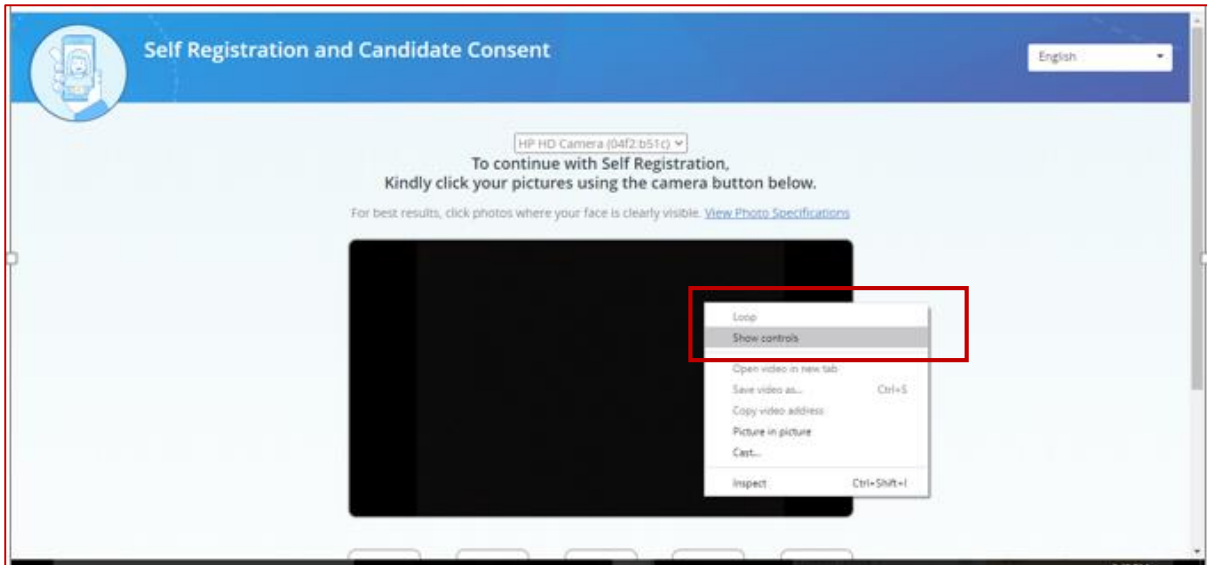 Self Registration and Candidate Consent
English
HP HD Camera (04f2:b51c)
To continue with Self Registration,
Kindly click your pictures using the camera button below.
For best results, click photos where your face is clearly visible. View Photo Specifications
Loop
Show controls
Open video in new tab
Save video as... Ctrl+S
Copy video address
Picture in picture
Cast...
Inspect Ctrl+Shift+I